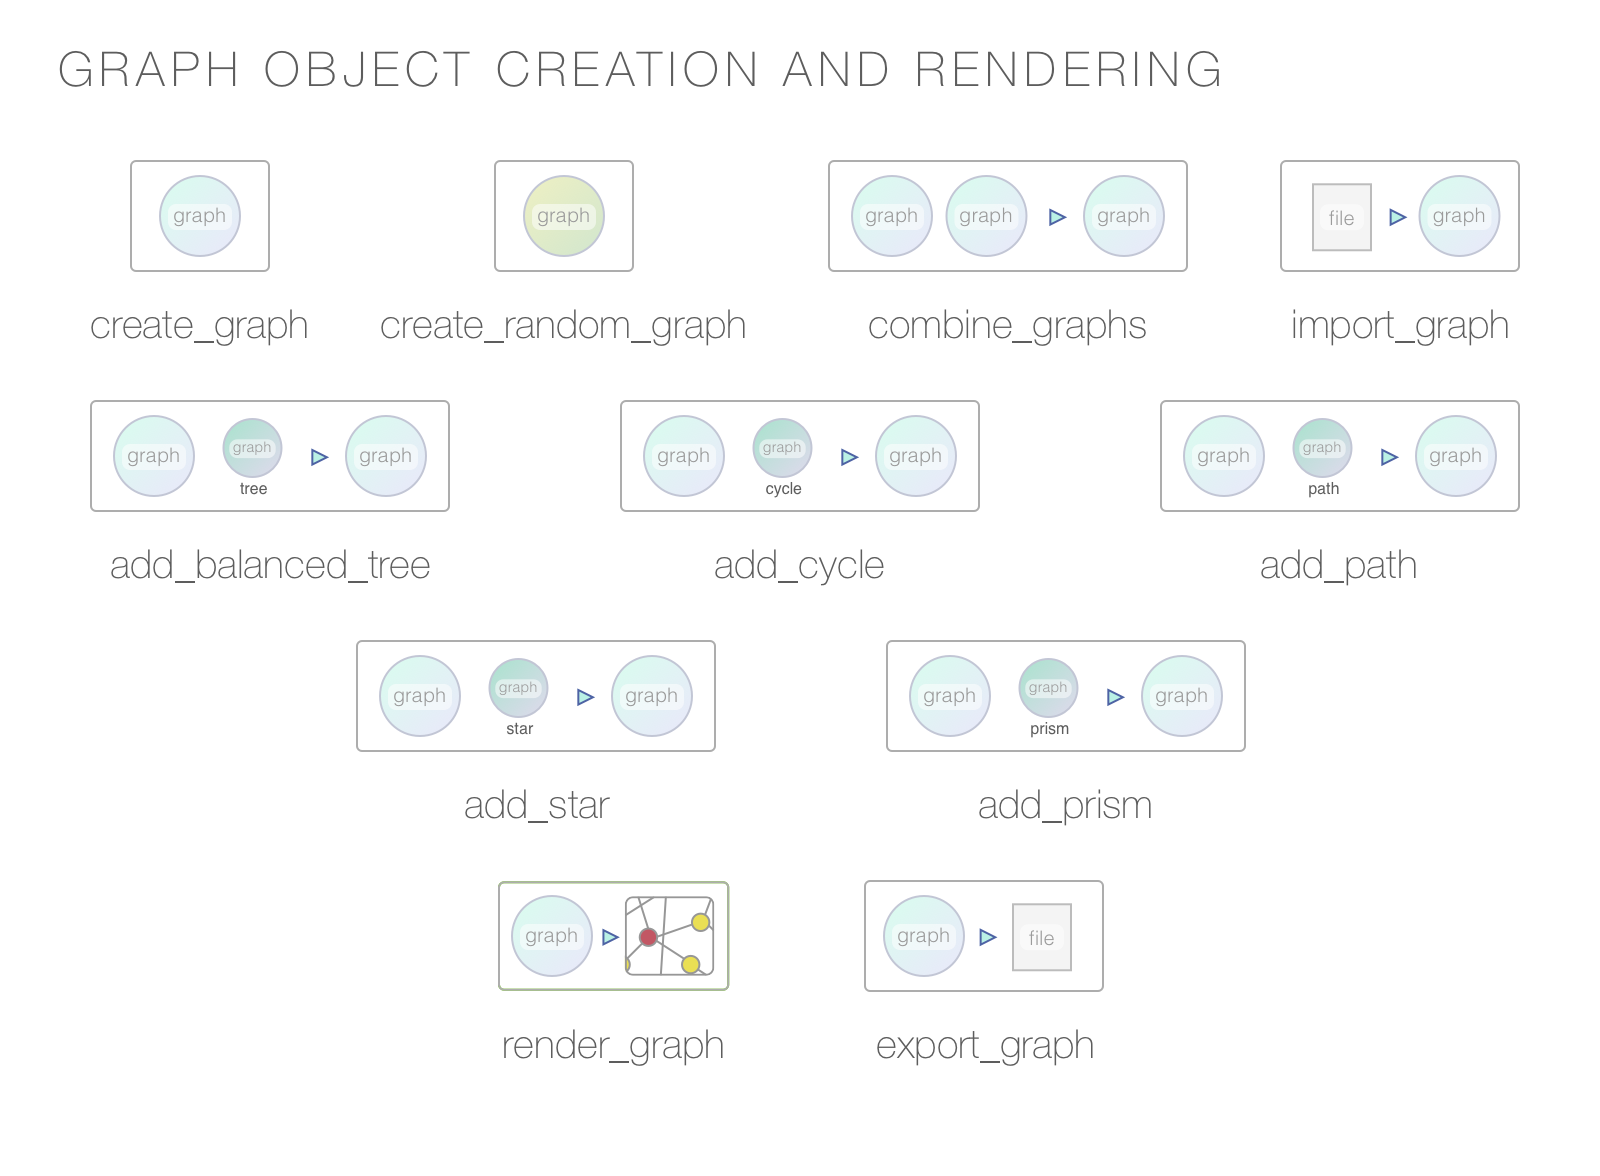 GRAPH OBJECT CREATION AND RENDERING
graph
graph
graph graph graph
file graph
create_graph
create_random_graph
combine_graphs
import_graph
graph graph graph
tree
graph graph graph
cycle
graph graph graph
path
add_balanced_tree
add_cycle
add_path
graph graph graph
star
graph graph graph
prism
add_star
add_prism
graph
graph file
render_graph
export_graph